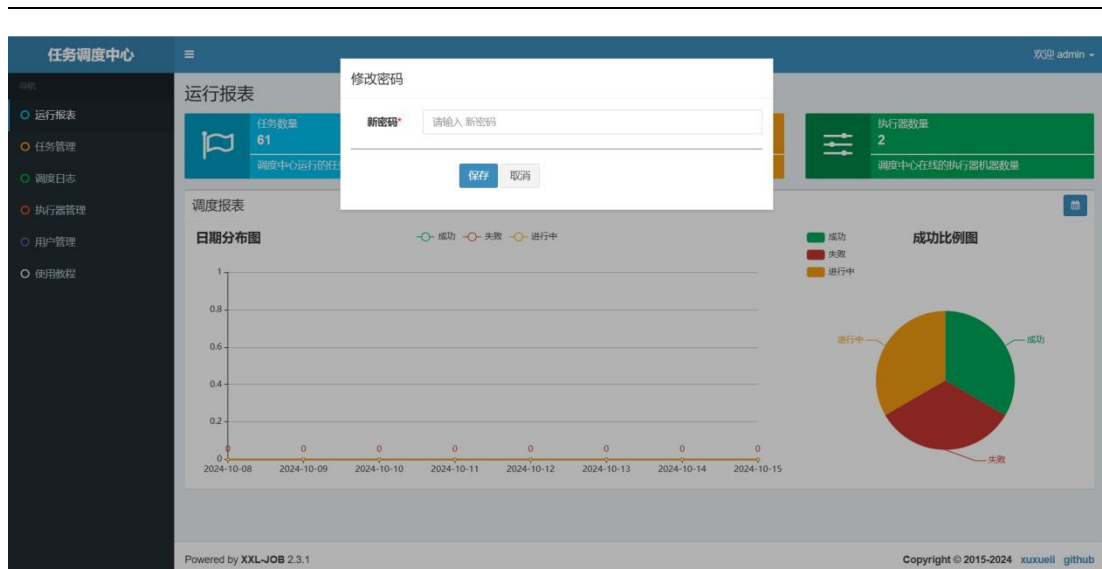 任务调度中心
欢迎 admin
导航
运行报表
任务管理
调度日志
执行器管理
用户管理
使用教程
运行报表
修改密码
新密码* 请输入 新密码
保存 取消
任务数量
61
调度中心运行的任
执行器数量
2
调度中心在线的执行器机器数量
调度报表
日期分布图
成功 失败 进行中
1
0.8
0.6
0.4
0.2
0
0 0 0 0 0 0 0 0
2024-10-08 2024-10-09 2024-10-10 2024-10-11 2024-10-12 2024-10-13 2024-10-14 2024-10-15
成功
失败
进行中
成功比例图
进行中
成功
失败
Powered by XXL-JOB 2.3.1
Copyright © 2015-2024 xuxueli github